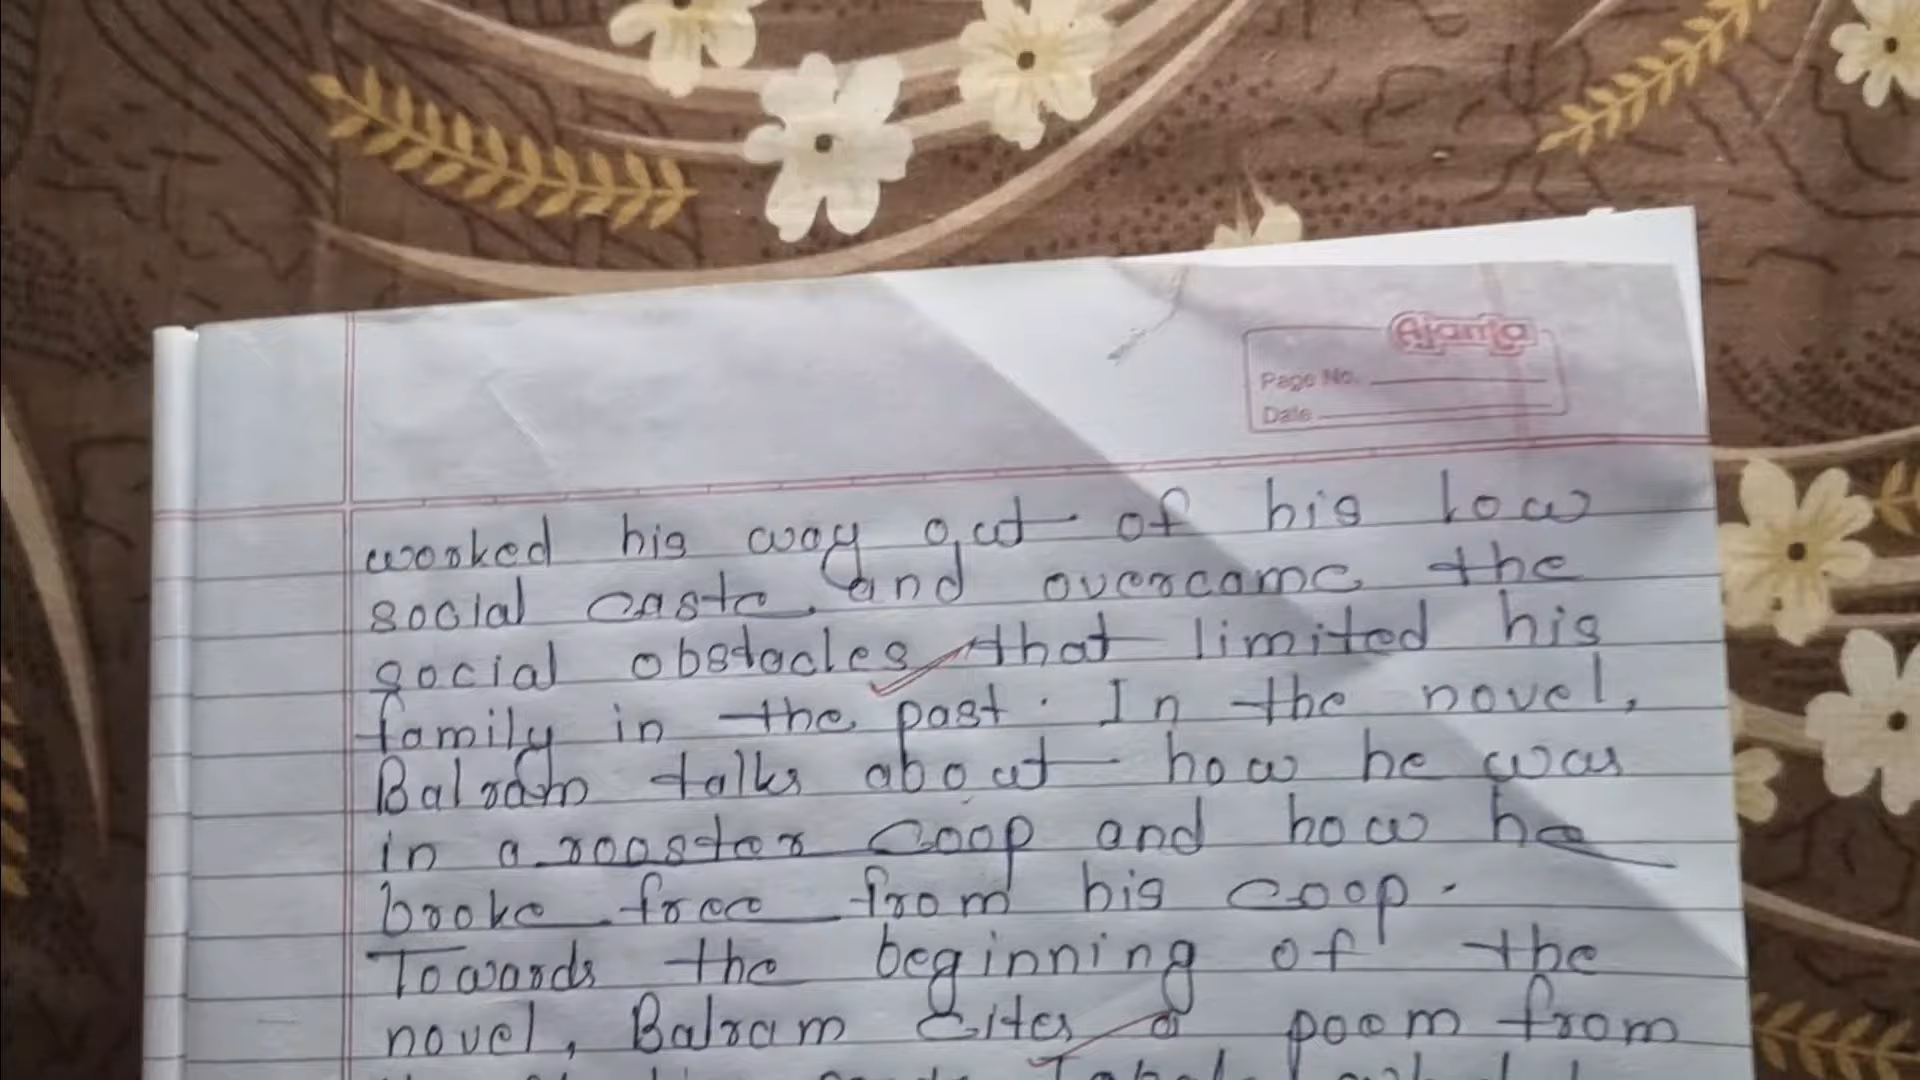 Ajanta
Page No.
Date
worked his way out of his low
social caste and overcame the
social obstacles that limited his
family in the past. In the novel,
Balram talks about how he was
in a rooster coop and how he
broke free from his coop.
Towards the beginning of the
novel, Balram cites a poem from